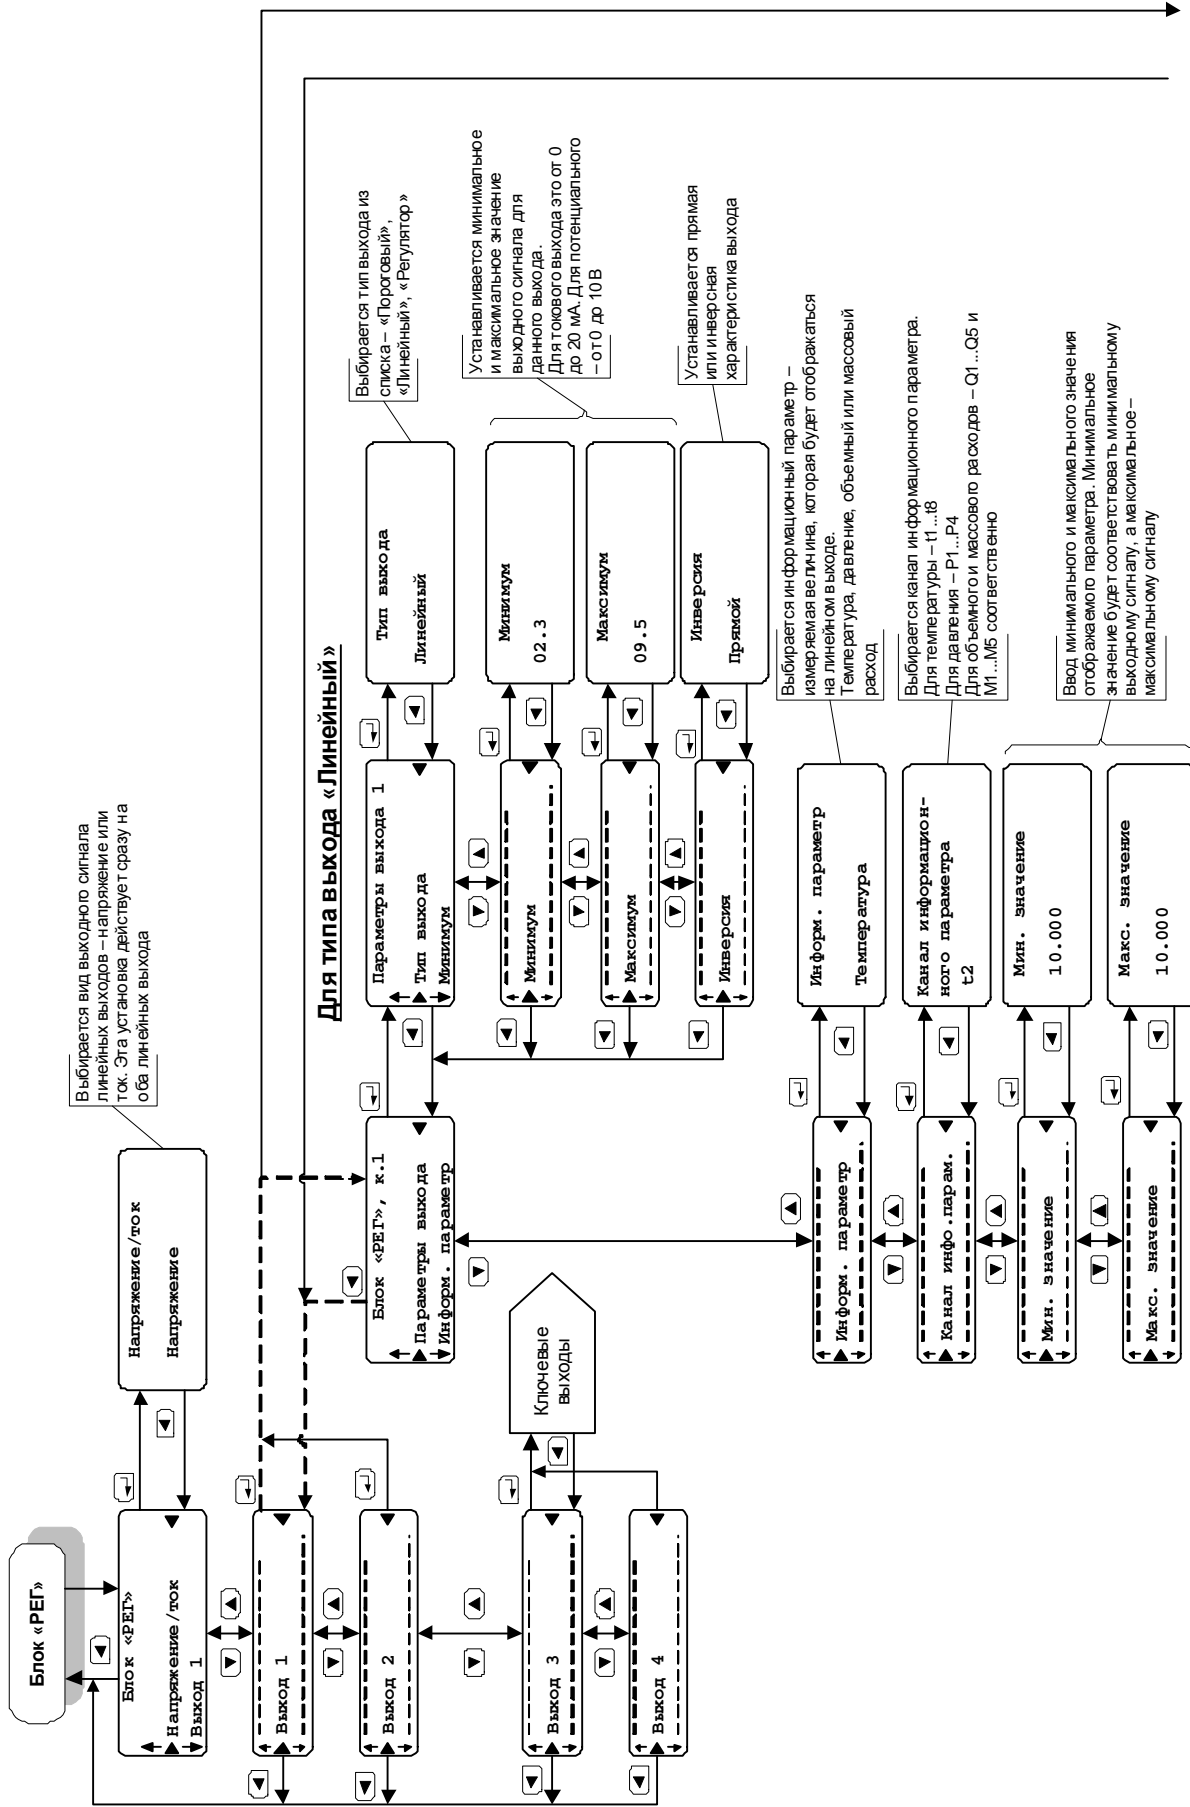 Блок «РЕГ»
Блок «РЕГ»
Напряжение/ток
Выход 1
Напряжение/ток
Напряжение
Выбирается вид выходного сигнала
линейных выходов – напряжение или
ток. Эта установка действует сразу на
оба линейных выхода
Выход 1
Выход 2
Выход 3
Выход 4
Ключевые
выходы
Для типа выхода «Линейный»
Блок «РЕГ», к.1
Параметры выхода
Информ. параметр
Параметры выхода 1
Тип выхода
Минимум
Тип выхода
Линейный
Выбирается тип выхода из
списка – «Пороговый»,
«Линейный», «Регулятор»
Минимум
Минимум
02.3
Максимум
Максимум
09.5
Устанавливается минимальное
и максимальное значение
выходного сигнала для
данного выхода.
Для токового выхода это от 0
до 20 мА. Для потенциального
– от 0 до 10 В
Инверсия
Инверсия
Прямой
Устанавливается прямая
или инверсная
характеристика выхода
Информ. параметр
Информ. параметр
Температура
Выбирается информационный параметр –
измеряемая величина, которая будет отображаться
на линейном выходе.
Температура, давление, объемный или массовый
расход
Канал инфо.парам.
Канал информацион-
ного параметра
t2
Выбирается канал информационного параметра.
Для температуры – t1...t8
Для давления – P1...P4
Для объемного и массового расходов – Q1...Q5 и
M1...M5 соответственно
Мин. значение
Мин. значение
10.000
Макс. значение
Макс. значение
10.000
Ввод минимального и максимального значения
отображаемого параметра. Минимальное
значение будет соответствовать минимальному
выходному сигналу, а максимальное –
максимальному сигналу